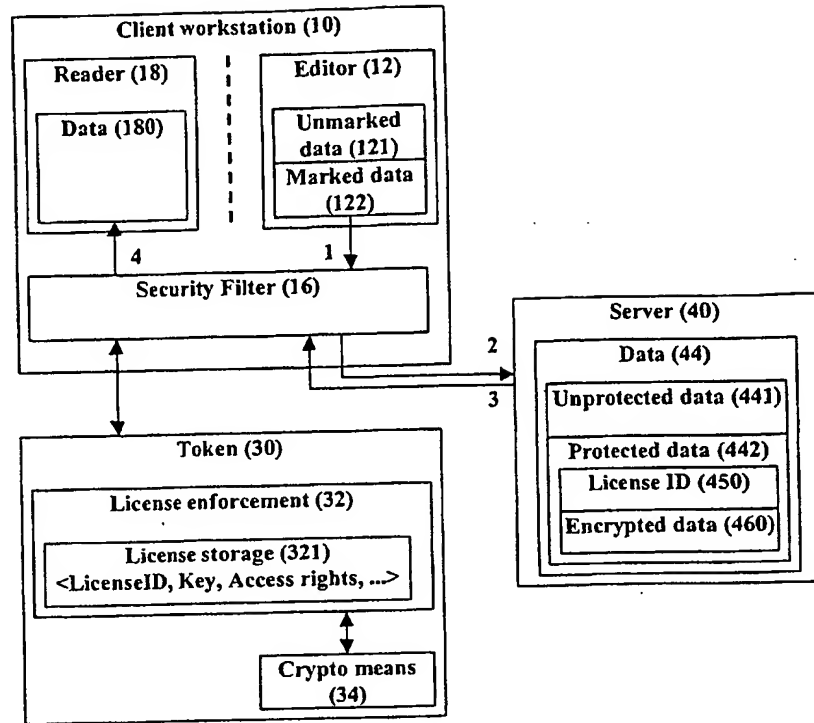 Client workstation (10)
Reader (18)
Editor (12)
Data (180)
Unmarked
data (121)
Marked data
(122)
4
1
Security Filter (16)
2
3
Server (40)
Data (44)
Unprotected data (441)
Protected data (442)
License ID (450)
Encrypted data (460)
Token (30)
License enforcement (32)
License storage (321)
<LicenseID, Key, Access rights, ...>
Crypto means
(34)